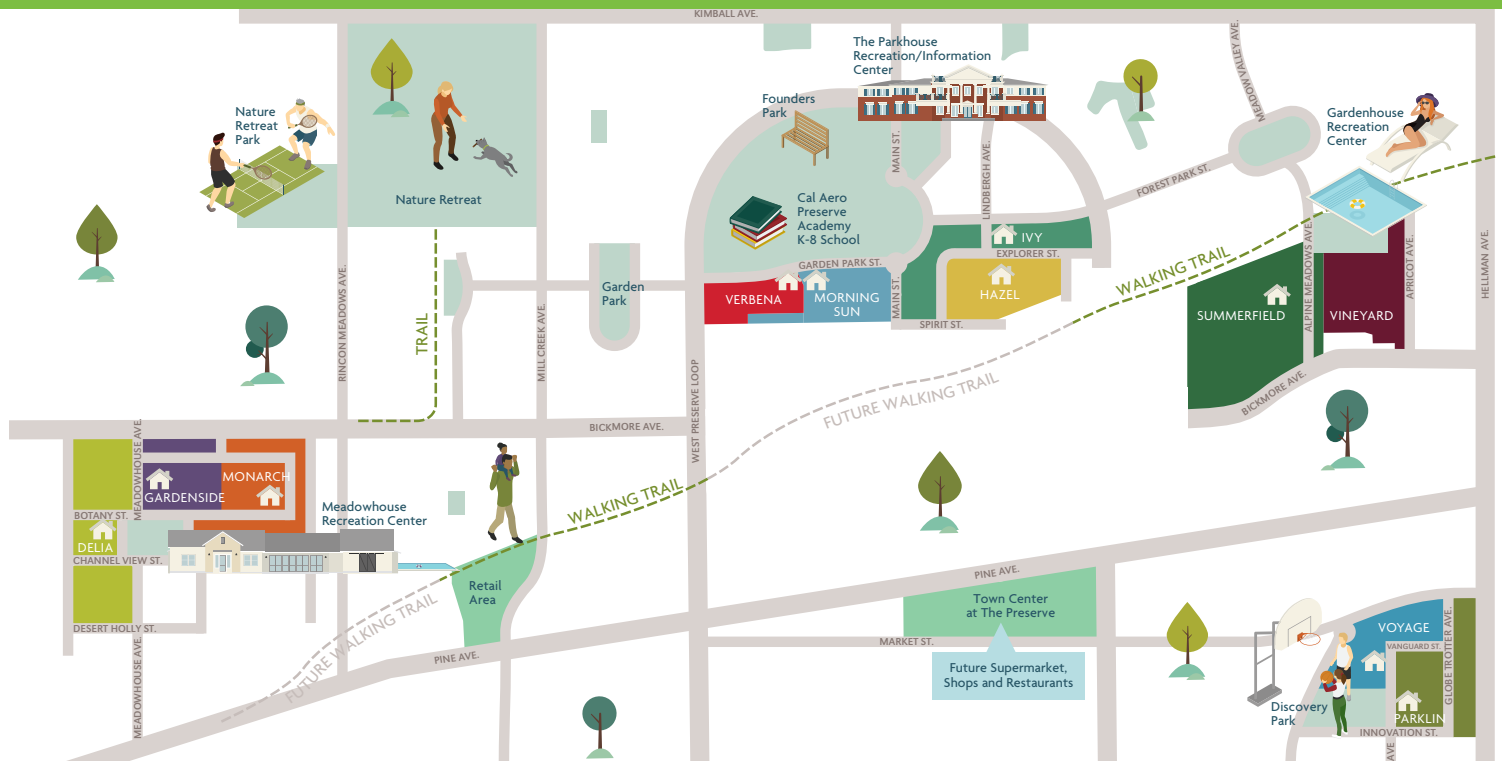 KIMBALL AVE.
The Parkhouse
Recreation/Information
Center
MEADOW VALLEY AVE.
Nature
Retreat
Park
Founders
Park
Gardenhouse
Recreation
Center
MAIN ST.
LINDBERGH AVE.
FOREST PARK ST.
Nature Retreat
Cal Aero
Preserve
Academy
K-8 School
IVY
EXPLORER ST.
GARDEN PARK ST.
WALKING TRAIL
HELLMAN AVE.
APRICOT AVE.
ALPINE MEADOWS AVE.
RINCON MEADOWS AVE.
TRAIL
MILL CREEK AVE.
Garden
Park
VERBENA
MORNING
SUN
MAIN ST.
HAZEL
SPIRIT ST.
SUMMERFIELD
VINEYARD
WEST PRESERVE LOOP
FUTURE WALKING TRAIL
BICKMORE AVE.
BICKMORE AVE.
MEADOWHOUSE AVE.
MONARCH
GARDENSIDE
BOTANY ST.
DELIA
CHANNEL VIEW ST.
Meadowhouse
Recreation Center
WALKING TRAIL
Retail
Area
DESERT HOLLY ST.
MEADOWHOUSE AVE.
FUTURE WALKING TRAIL
PINE AVE.
PINE AVE.
Town Center
at The Preserve
MARKET ST.
Future Supermarket,
Shops and Restaurants
VOYAGE
VANGUARD ST.
GLOBE TROTTER AVE.
Discovery
Park
PARKLIN
INNOVATION ST.
AVE